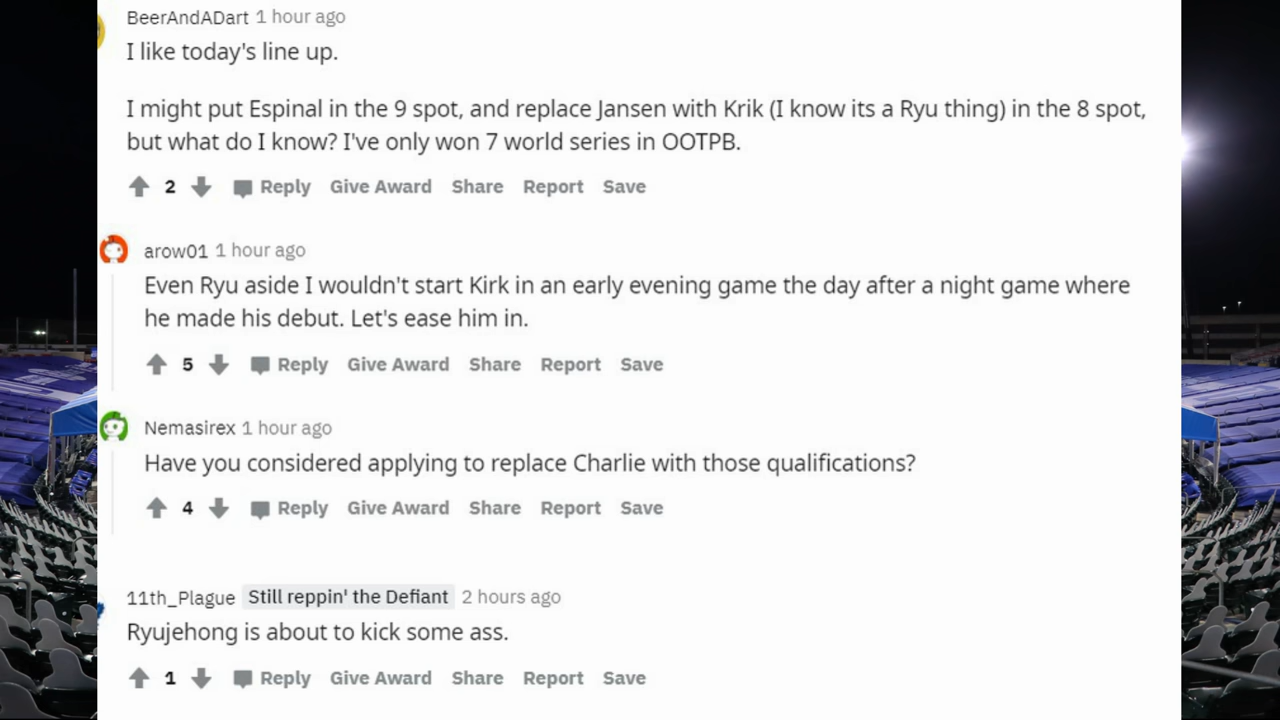 BeerAndADart 1 hour ago
I like today's line up.
I might put Espinal in the 9 spot, and replace Jansen with Krik (I know its a Ryu thing) in the 8 spot,
but what do I know? I've only won 7 world series in OOTPB.
2 Reply Give Award Share Report Save
arow01 1 hour ago
Even Ryu aside I wouldn't start Kirk in an early evening game the day after a night game where
he made his debut. Let's ease him in.
5 Reply Give Award Share Report Save
Nemasirex 1 hour ago
Have you considered applying to replace Charlie with those qualifications?
4 Reply Give Award Share Report Save
11th_Plague Still reppin' the Defiant 2 hours ago
Ryujehong is about to kick some ass.
1 Reply Give Award Share Report Save